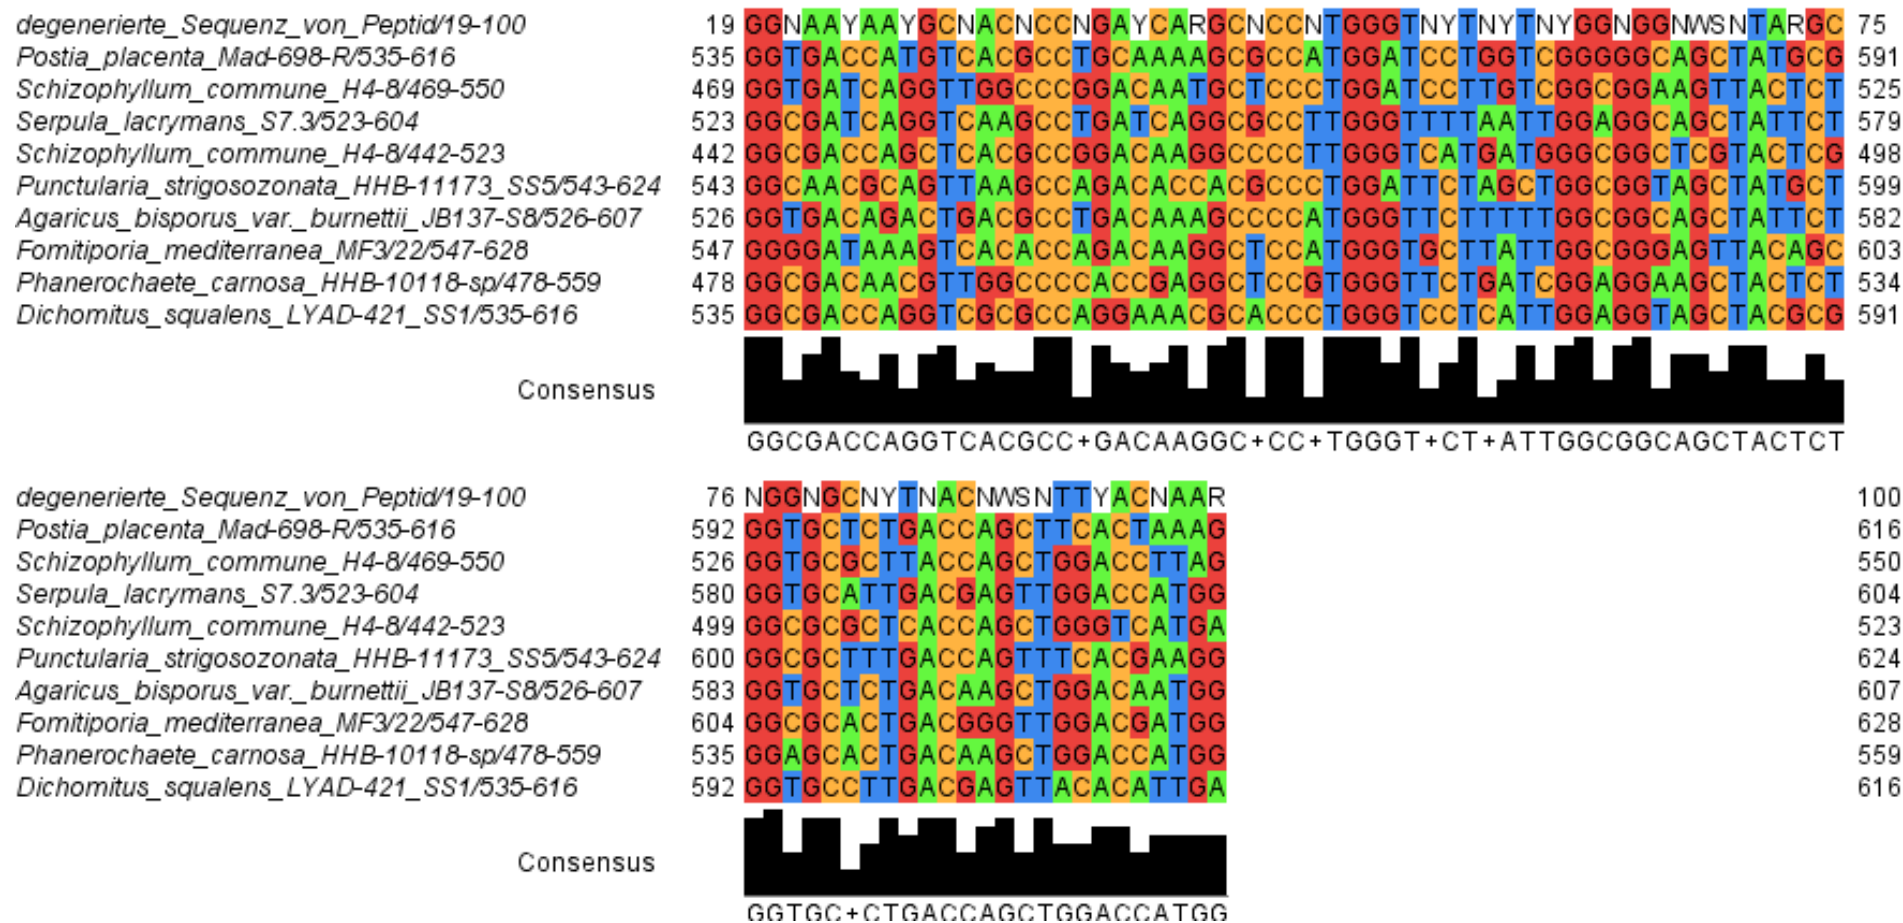 degenerierte_Sequenz_von_Peptid/19-100 19 GGNAAYAAYGCNACNCCNGAYCARGCNCCNTGGGTNYTNYTNYGGNGGNWSNTARGC 75
Postia_placenta_Mad-698-R/535-616 535 GGTGACCATGTCACGCCTGCAAAAGCGCCATGGATCCTGGTCGGGGGCAGCTATGCG 591
Schizophyllum_commune_H4-8/469-550 469 GGTGATCAGGTTGGCCCGGACAATGCTCCCTGGATCCTTGTCGGCGGAAGTTACTCT 525
Serpula_lacrymans_S7.3/523-604 523 GGCGATCAGGTCAAGCCTGATCAGGCGCCTTGGGTTTTAATTGGAGGCAGCTATTCT 579
Schizophyllum_commune_H4-8/442-523 442 GGCGACCAGCTCACGCCGGACAAGGCCCCTTGGGTCATGATGGGCGGCTCGTACTCG 498
Punctularia_strigosozonata_HHB-11173_SS5/543-624 543 GGCAACGCAGTTAAGCCAGACACCACGCCCTGGATTCTAGCTGGCGGTAGCTATGCT 599
Agaricus_bisporus_var._burnettii_JB137-S8/526-607 526 GGTGACAGACTGACGCCTGACAAAGCCCCATGGGTTCTTTTTGGCGGCAGCTATTCT 582
Fomitiporia_mediterranea_MF3/22/547-628 547 GGGGATAAAGTCACACCAGACAAGGCTCCATGGGTGCTTATTGGCGGGAGTTACAGC 603
Phanerochaete_carnosa_HHB-10118-sp/478-559 478 GGCGACAACGTTGGCCCCACCGAGGCTCCGTGGGTTCTGATCGGAGGAAGCTACTCT 534
Dichomitus_squalens_LYAD-421_SS1/535-616 535 GGCGACCAGGTCGCGCCAGGAAACGCACCCTGGGTCCTCATTGGAGGTAGCTACGCG 591
Consensus
GGCGACCAGGTCACGCC+GACAAGGC+CC+TGGGT+CT+ATTGGCGGCAGCTACTCT
degenerierte_Sequenz_von_Peptid/19-100 76 NGGNGCNYTNACNWSNTTYACNAAR 100
Postia_placenta_Mad-698-R/535-616 592 GGTGCTCTGACCAGCTTCACTAAAG 616
Schizophyllum_commune_H4-8/469-550 526 GGTGCGCTTACCAGCTGGACCTTAG 550
Serpula_lacrymans_S7.3/523-604 580 GGTGCATTGACGAGTTGGACCATGG 604
Schizophyllum_commune_H4-8/442-523 499 GGCGCGCTCACCAGCTGGGTCATGA 523
Punctularia_strigosozonata_HHB-11173_SS5/543-624 600 GGCGCTTTGACCAGTTTCACGAAGG 624
Agaricus_bisporus_var._burnettii_JB137-S8/526-607 583 GGTGCTCTGACAAGCTGGACAATGG 607
Fomitiporia_mediterranea_MF3/22/547-628 604 GGCGCACTGACGGGTTGGACGATGG 628
Phanerochaete_carnosa_HHB-10118-sp/478-559 535 GGAGCACTGACAAGCTGGACCATGG 559
Dichomitus_squalens_LYAD-421_SS1/535-616 592 GGTGCCTTGACGAGTTACACATTGA 616
Consensus
GGTGC+CTGACCAGCTGGACCATGG